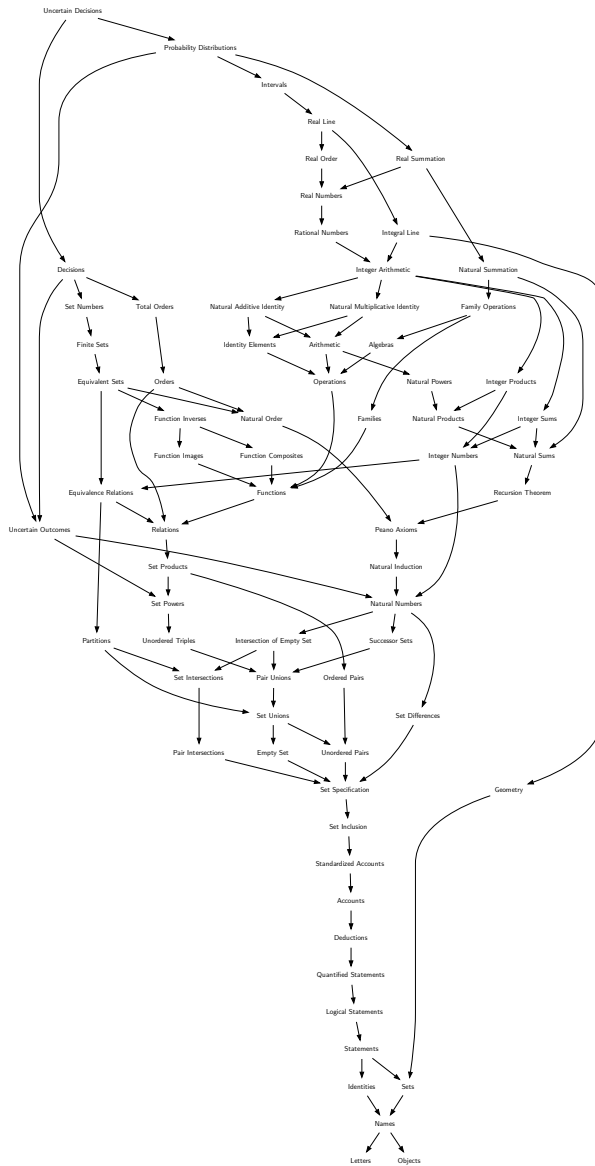 Uncertain Decisions
Probability Distributions
Intervals
Real Line
Real Order
Real Summation
Real Numbers
Rational Numbers
Integral Line
Decisions
Integer Arithmetic
Natural Summation
Set Numbers
Total Orders
Natural Additive Identity
Natural Multiplicative Identity
Family Operations
Finite Sets
Identity Elements
Arithmetic
Algebras
Equivalent Sets
Orders
Operations
Natural Powers
Integer Products
Function Inverses
Natural Order
Families
Natural Products
Integer Sums
Function Images
Function Composites
Integer Numbers
Natural Sums
Equivalence Relations
Functions
Recursion Theorem
Uncertain Outcomes
Relations
Peano Axioms
Set Products
Natural Induction
Set Powers
Natural Numbers
Partitions
Unordered Triples
Intersection of Empty Set
Successor Sets
Set Intersections
Pair Unions
Ordered Pairs
Set Unions
Set Differences
Pair Intersections
Empty Set
Unordered Pairs
Set Specification
Geometry
Set Inclusion
Standardized Accounts
Accounts
Deductions
Quantified Statements
Logical Statements
Statements
Identities
Sets
Names
Letters
Objects